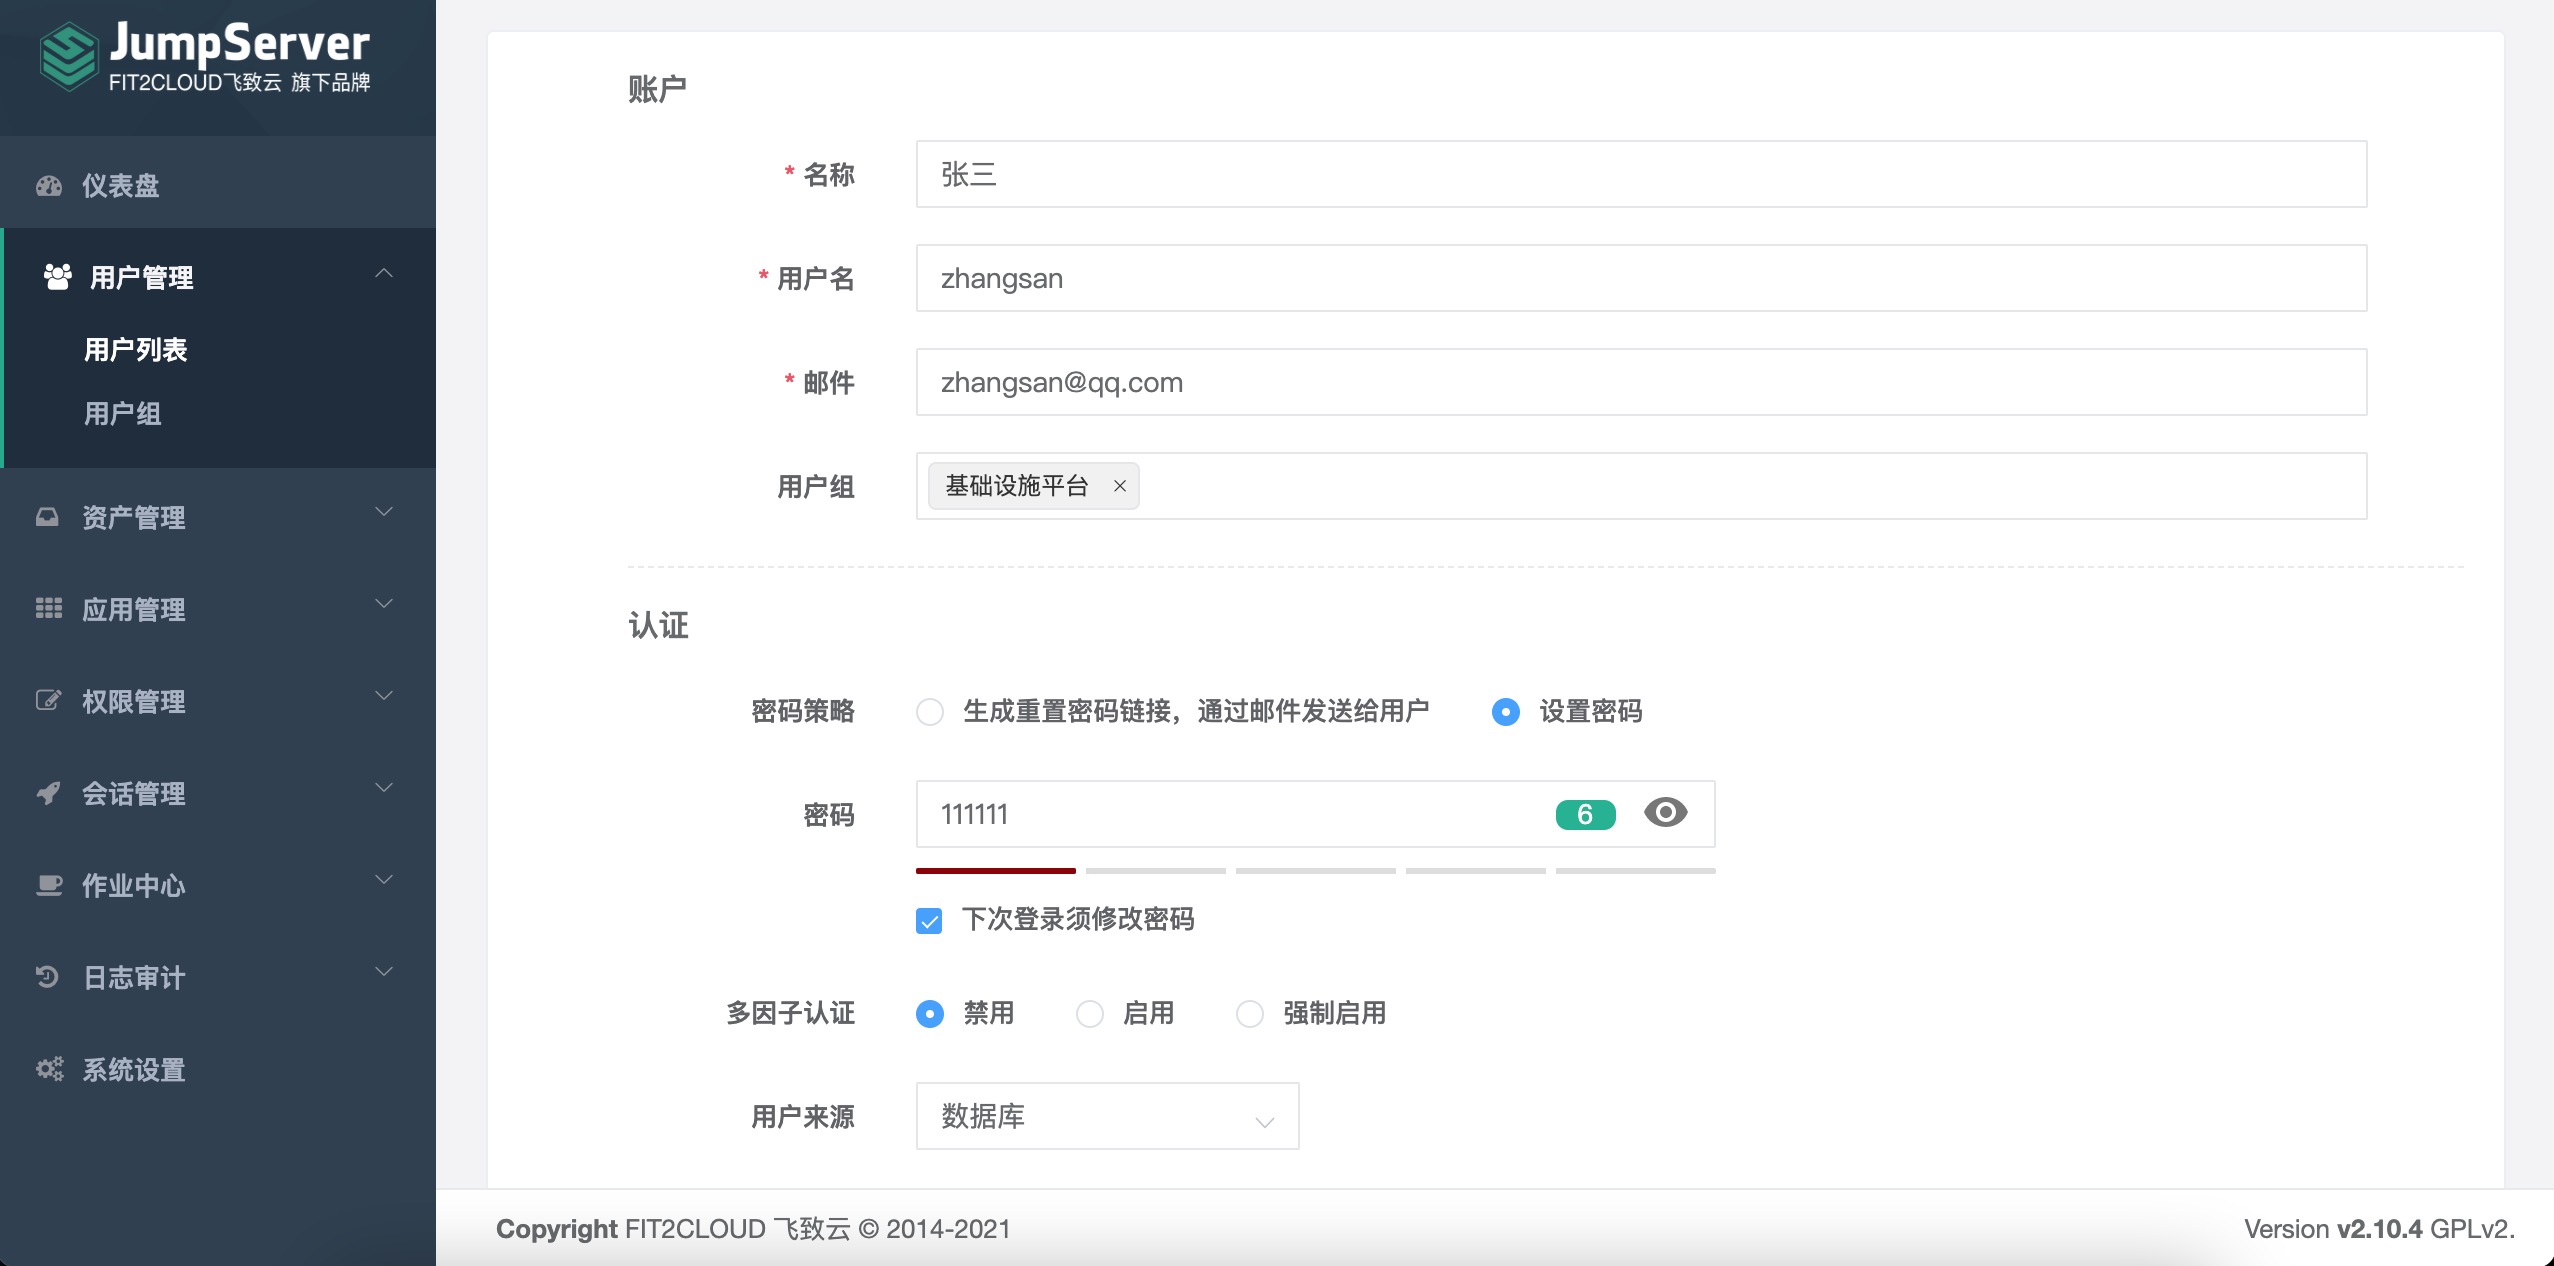 JumpServer
FIT2CLOUD飞致云 旗下品牌
仪表盘
用户管理
用户列表
用户组
资产管理
应用管理
权限管理
会话管理
作业中心
日志审计
系统设置
账户
* 名称
张三
* 用户名
zhangsan
* 邮件
zhangsan@qq.com
用户组
基础设施平台 ×
认证
密码策略
生成重置密码链接，通过邮件发送给用户
设置密码
密码
111111
6
下次登录须修改密码
多因子认证
禁用
启用
强制启用
用户来源
数据库
Copyright FIT2CLOUD 飞致云 © 2014-2021
Version v2.10.4 GPLv2.